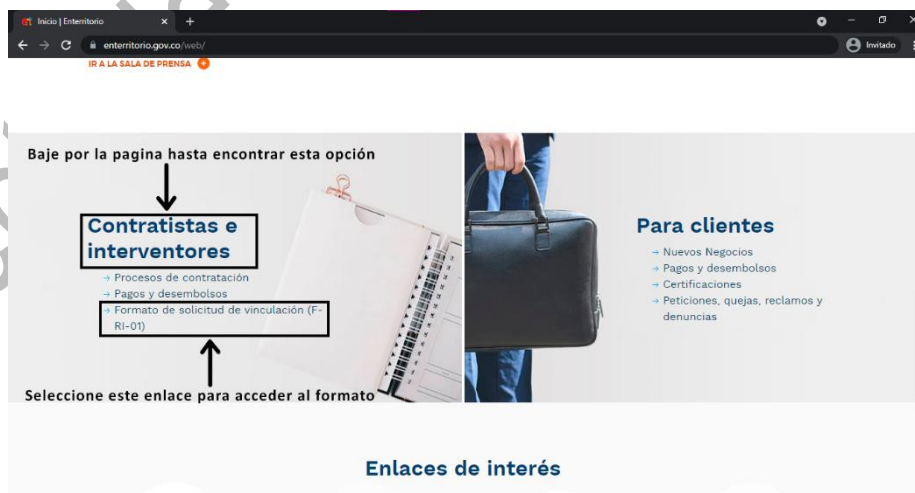 Inicio | Enterritorio
enterritorio.gov.co/web/
Invitado
IR A LA SALA DE PRENSA
Baje por la pagina hasta encontrar esta opción
Contratistas e
interventores
→ Procesos de contratación
→ Pagos y desembolsos
→ Formato de solicitud de vinculación (F-
RI-01)
Seleccione este enlace para acceder al formato
Para clientes
→ Nuevos Negocios
→ Pagos y desembolsos
→ Certificaciones
→ Peticiones, quejas, reclamos y
denuncias
Enlaces de interés